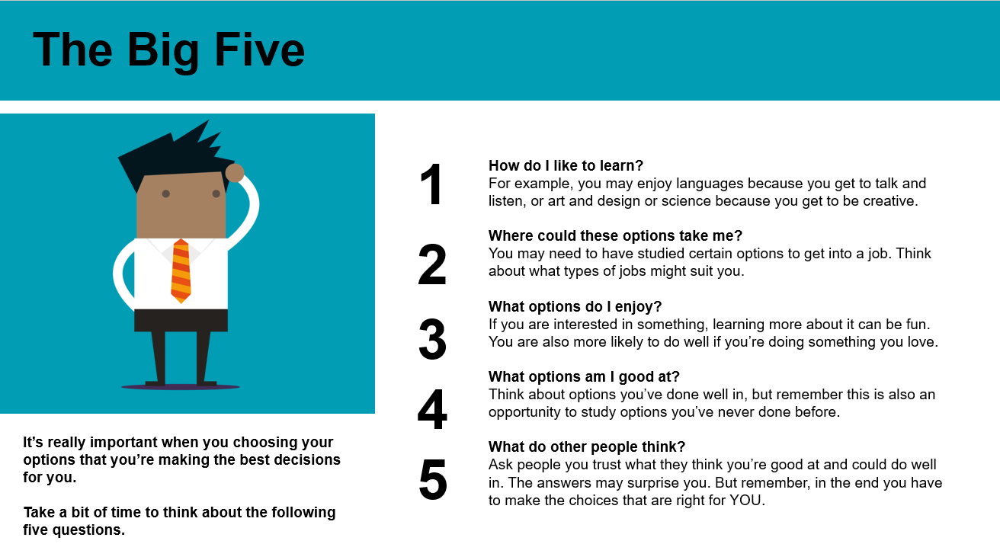 The Big Five
It’s really important when you choosing your
options that you’re making the best decisions
for you.
Take a bit of time to think about the following
five questions.
1
How do I like to learn?
For example, you may enjoy languages because you get to talk and
listen, or art and design or science because you get to be creative.
2
Where could these options take me?
You may need to have studied certain options to get into a job. Think
about what types of jobs might suit you.
3
What options do I enjoy?
If you are interested in something, learning more about it can be fun.
You are also more likely to do well if you’re doing something you love.
4
What options am I good at?
Think about options you’ve done well in, but remember this is also an
opportunity to study options you’ve never done before.
5
What do other people think?
Ask people you trust what they think you’re good at and could do well
in. The answers may surprise you. But remember, in the end you have
to make the choices that are right for YOU.